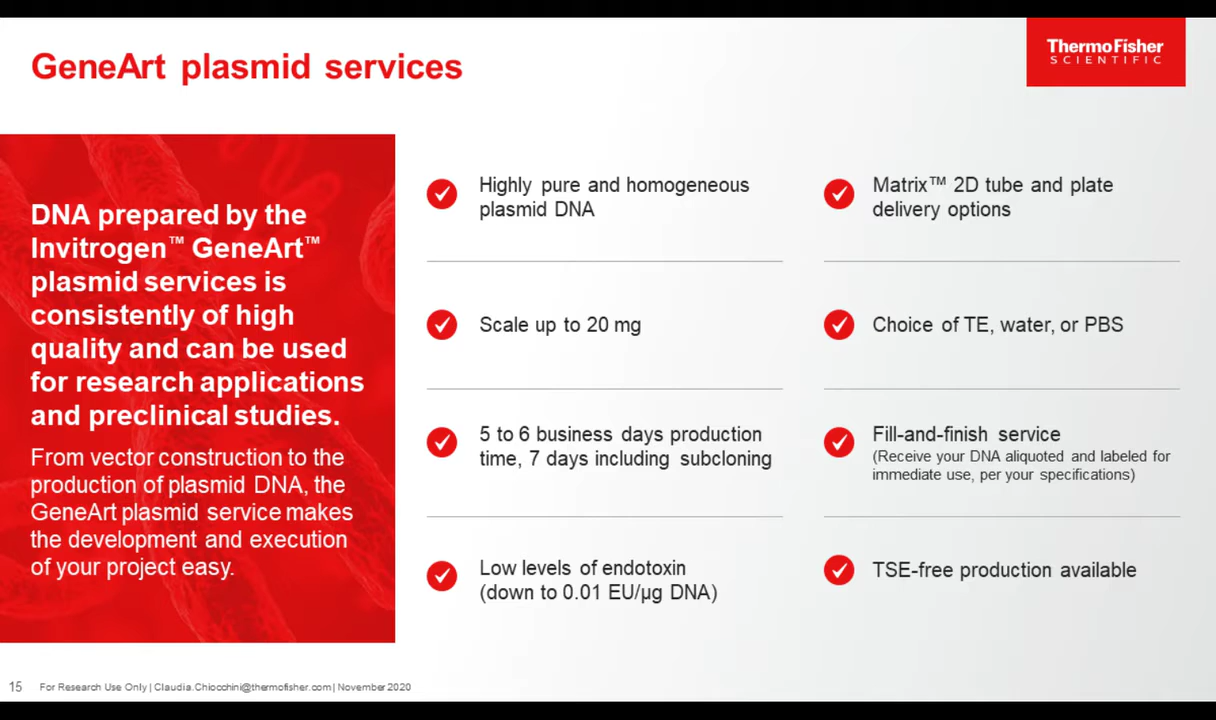 GeneArt plasmid services
ThermoFisher
SCIENTIFIC
DNA prepared by the
Invitrogen™ GeneArt™
plasmid services is
consistently of high
quality and can be used
for research applications
and preclinical studies.
From vector construction to the
production of plasmid DNA, the
GeneArt plasmid service makes
the development and execution
of your project easy.
Highly pure and homogeneous
plasmid DNA
Scale up to 20 mg
5 to 6 business days production
time, 7 days including subcloning
Low levels of endotoxin
(down to 0.01 EU/µg DNA)
Matrix™ 2D tube and plate
delivery options
Choice of TE, water, or PBS
Fill-and-finish service
(Receive your DNA aliquoted and labeled for
immediate use, per your specifications)
TSE-free production available
15 For Research Use Only | Claudia.Chiocchini@thermofisher.com | November 2020